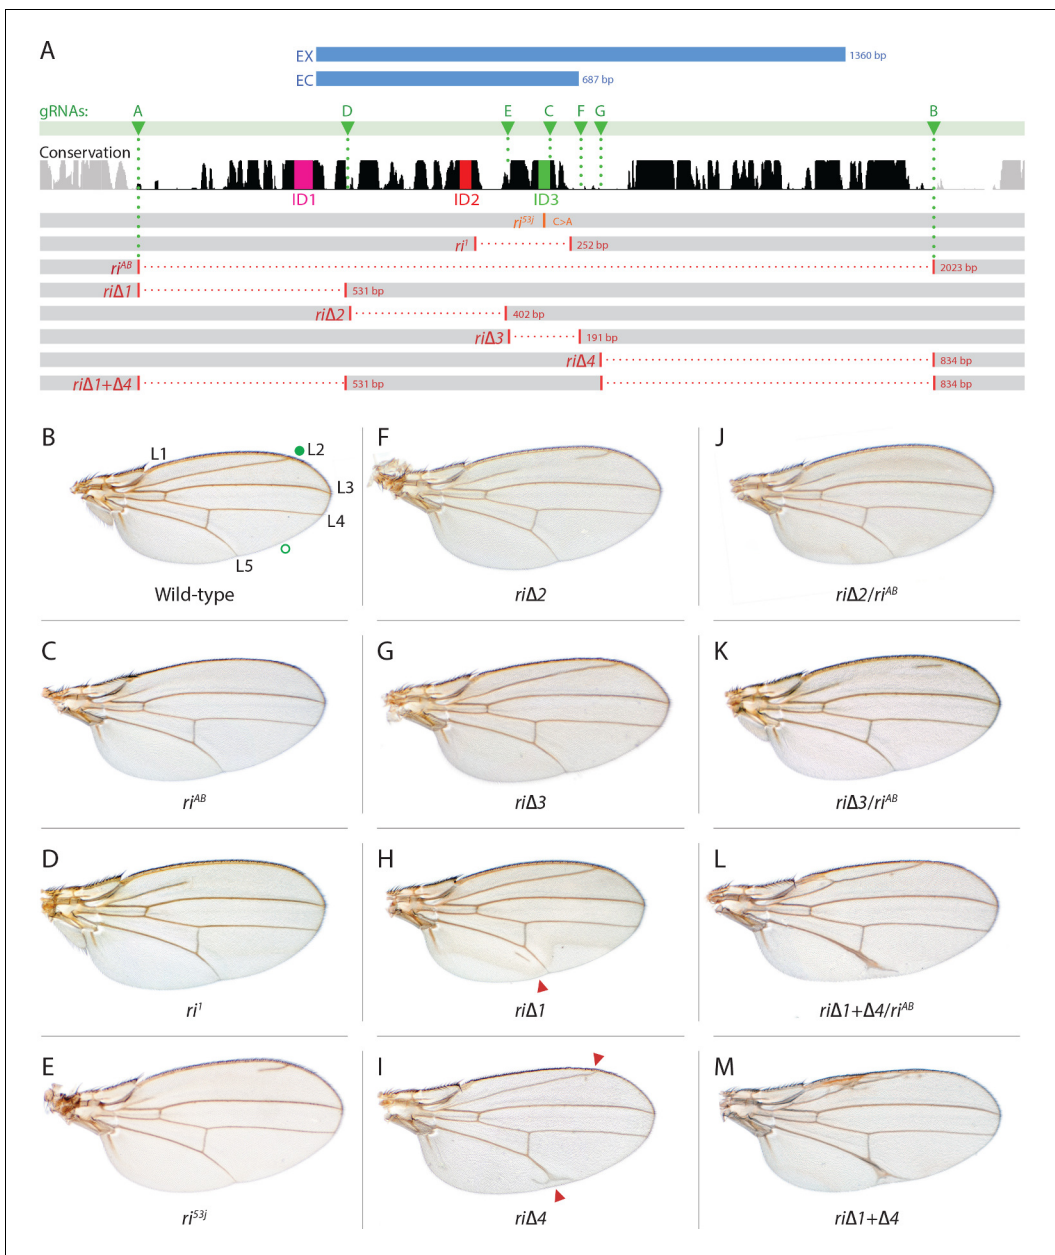 A
EX 1360 bp
EC 687 bp
gRNAs: A D E C F G B
Conservation
ID1 ID2 ID3
ri53j C>A
ri1 252 bp
riAB 2023 bp
riΔ1 531 bp
riΔ2 402 bp
riΔ3 191 bp
riΔ4 834 bp
riΔ1+Δ4 531 bp 834 bp
B
L1
L2
L3
L4
L5
Wild-type
F
riΔ2
J
riΔ2/riAB
C
riAB
G
riΔ3
K
riΔ3/riAB
D
ri1
H
riΔ1
L
riΔ1+Δ4/riAB
E
ri53j
I
riΔ4
M
riΔ1+Δ4